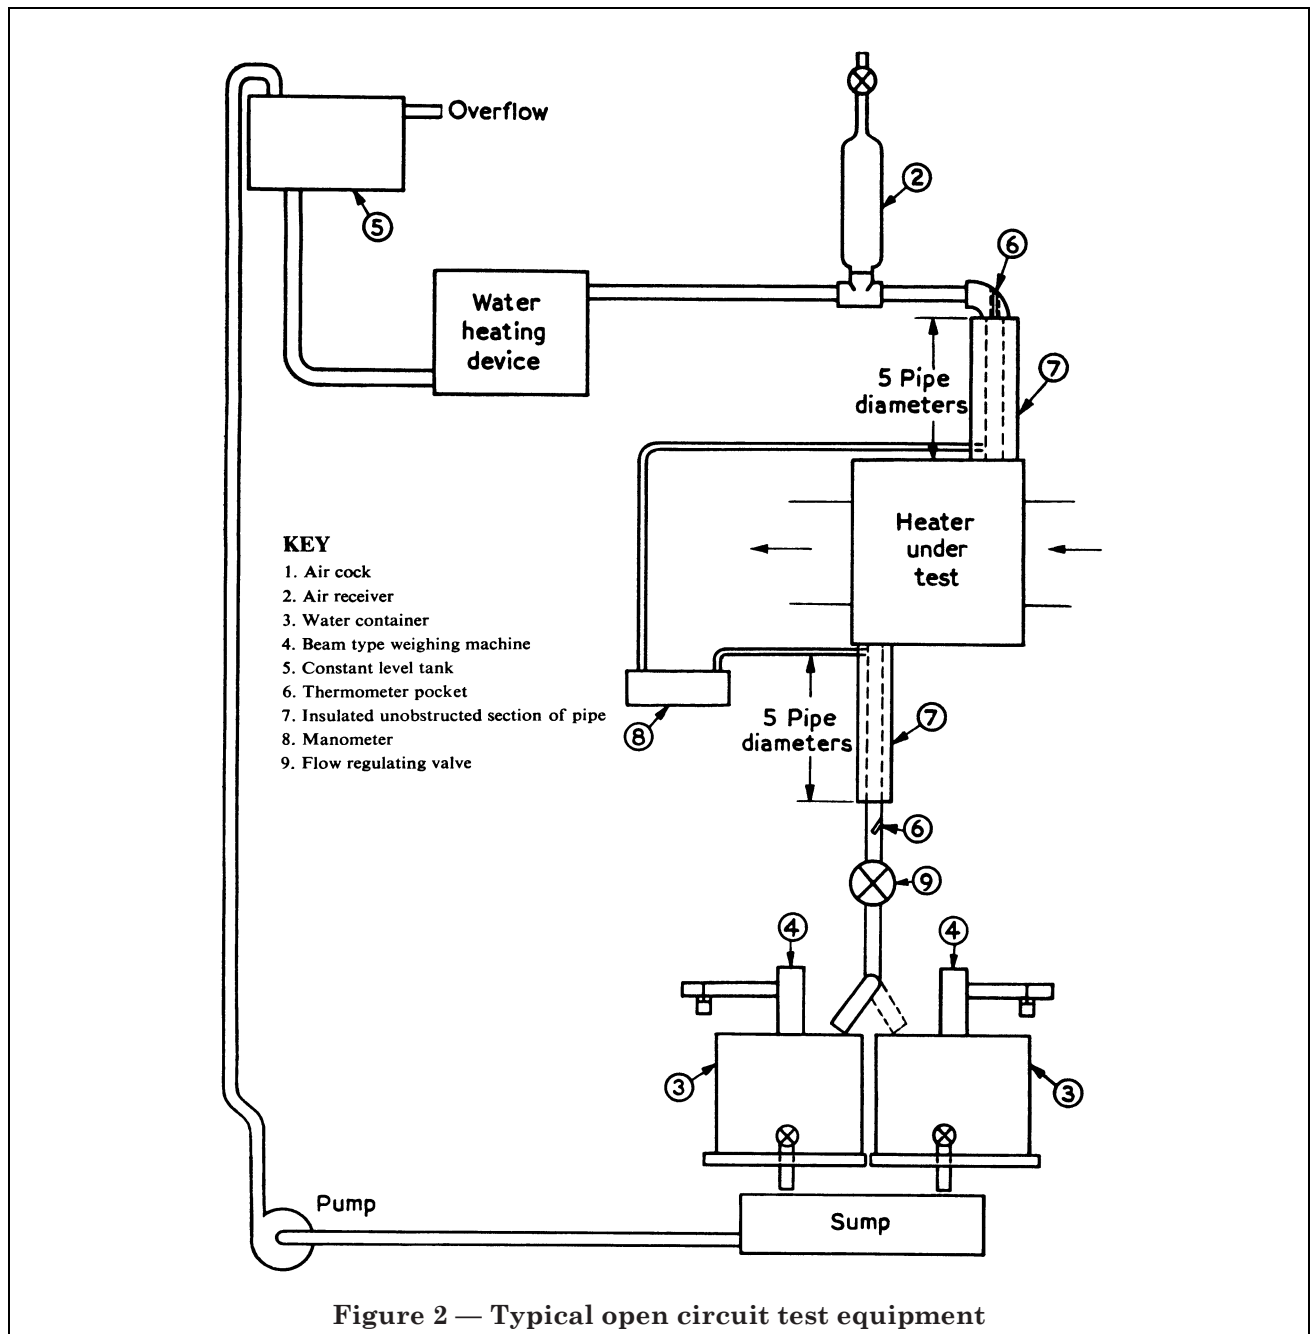 Overflow
②
⑤
⑥
Water
heating
device
5 Pipe
diameters
⑦
Heater
under
test
KEY
1. Air cock
2. Air receiver
3. Water container
4. Beam type weighing machine
5. Constant level tank
6. Thermometer pocket
7. Insulated unobstructed section of pipe
8. Manometer
9. Flow regulating valve
⑧
5 Pipe
diameters
⑦
⑥
⑨
④
④
③
③
Pump
Sump
Figure 2 — Typical open circuit test equipment